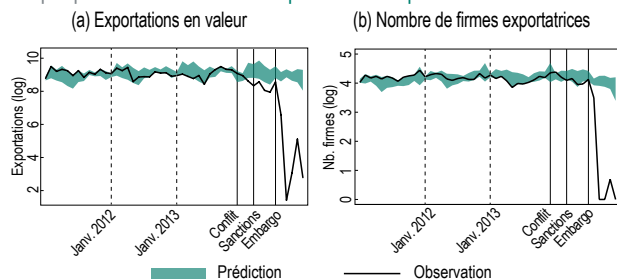 (a) Exportations en valeur
(b) Nombre de firmes exportatrices
Exportations (log)
10
8
6
4
2
Janv. 2012
Janv. 2013
Conflit
Sanctions
Embargo
Nb. firmes (log)
5
4
3
2
1
0
Janv. 2012
Janv. 2013
Conflit
Sanctions
Embargo
Prédiction
Observation